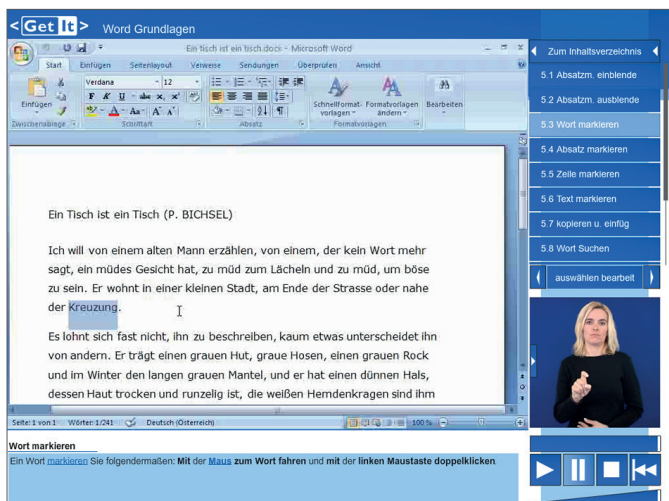 <Get It> Word Grundlagen
Ein tisch ist ein tisch.docx - Microsoft Word
Start Einfügen Seitenlayout Verweise Sendungen Überprüfen Ansicht
Verdana 12
Einfügen
F K U abe x, x²
Aa A A
Schnellformat-vorlagen Formatvorlagen ändern Bearbeiten
Zwischenablage Schriftart Absatz Formatvorlagen
Ein Tisch ist ein Tisch (P. BICHSEL)
Ich will von einem alten Mann erzählen, von einem, der kein Wort mehr
sagt, ein müdes Gesicht hat, zu müd zum Lächeln und zu müd, um böse
zu sein. Er wohnt in einer kleinen Stadt, am Ende der Strasse oder nahe
der Kreuzung.
Es lohnt sich fast nicht, ihn zu beschreiben, kaum etwas unterscheidet ihn
von andern. Er trägt einen grauen Hut, graue Hosen, einen grauen Rock
und im Winter den langen grauen Mantel, und er hat einen dünnen Hals,
dessen Haut trocken und runzelig ist, die weißen Hemdenkragen sind ihm
Seite: 1 von 1 Wörter: 1/241 Deutsch (Österreich) 100 %
Wort markieren
Ein Wort markieren Sie folgendermaßen: Mit der Maus zum Wort fahren und mit der linken Maustaste doppelklicken
Zum Inhaltsverzeichnis
5.1 Absatzm. einblende
5.2 Absatzm. ausblende
5.3 Wort markieren
5.4 Absatz markieren
5.5 Zeile markieren
5.6 Text markieren
5.7 kopieren u. einfüg
5.8 Wort Suchen
auswählen bearbeit